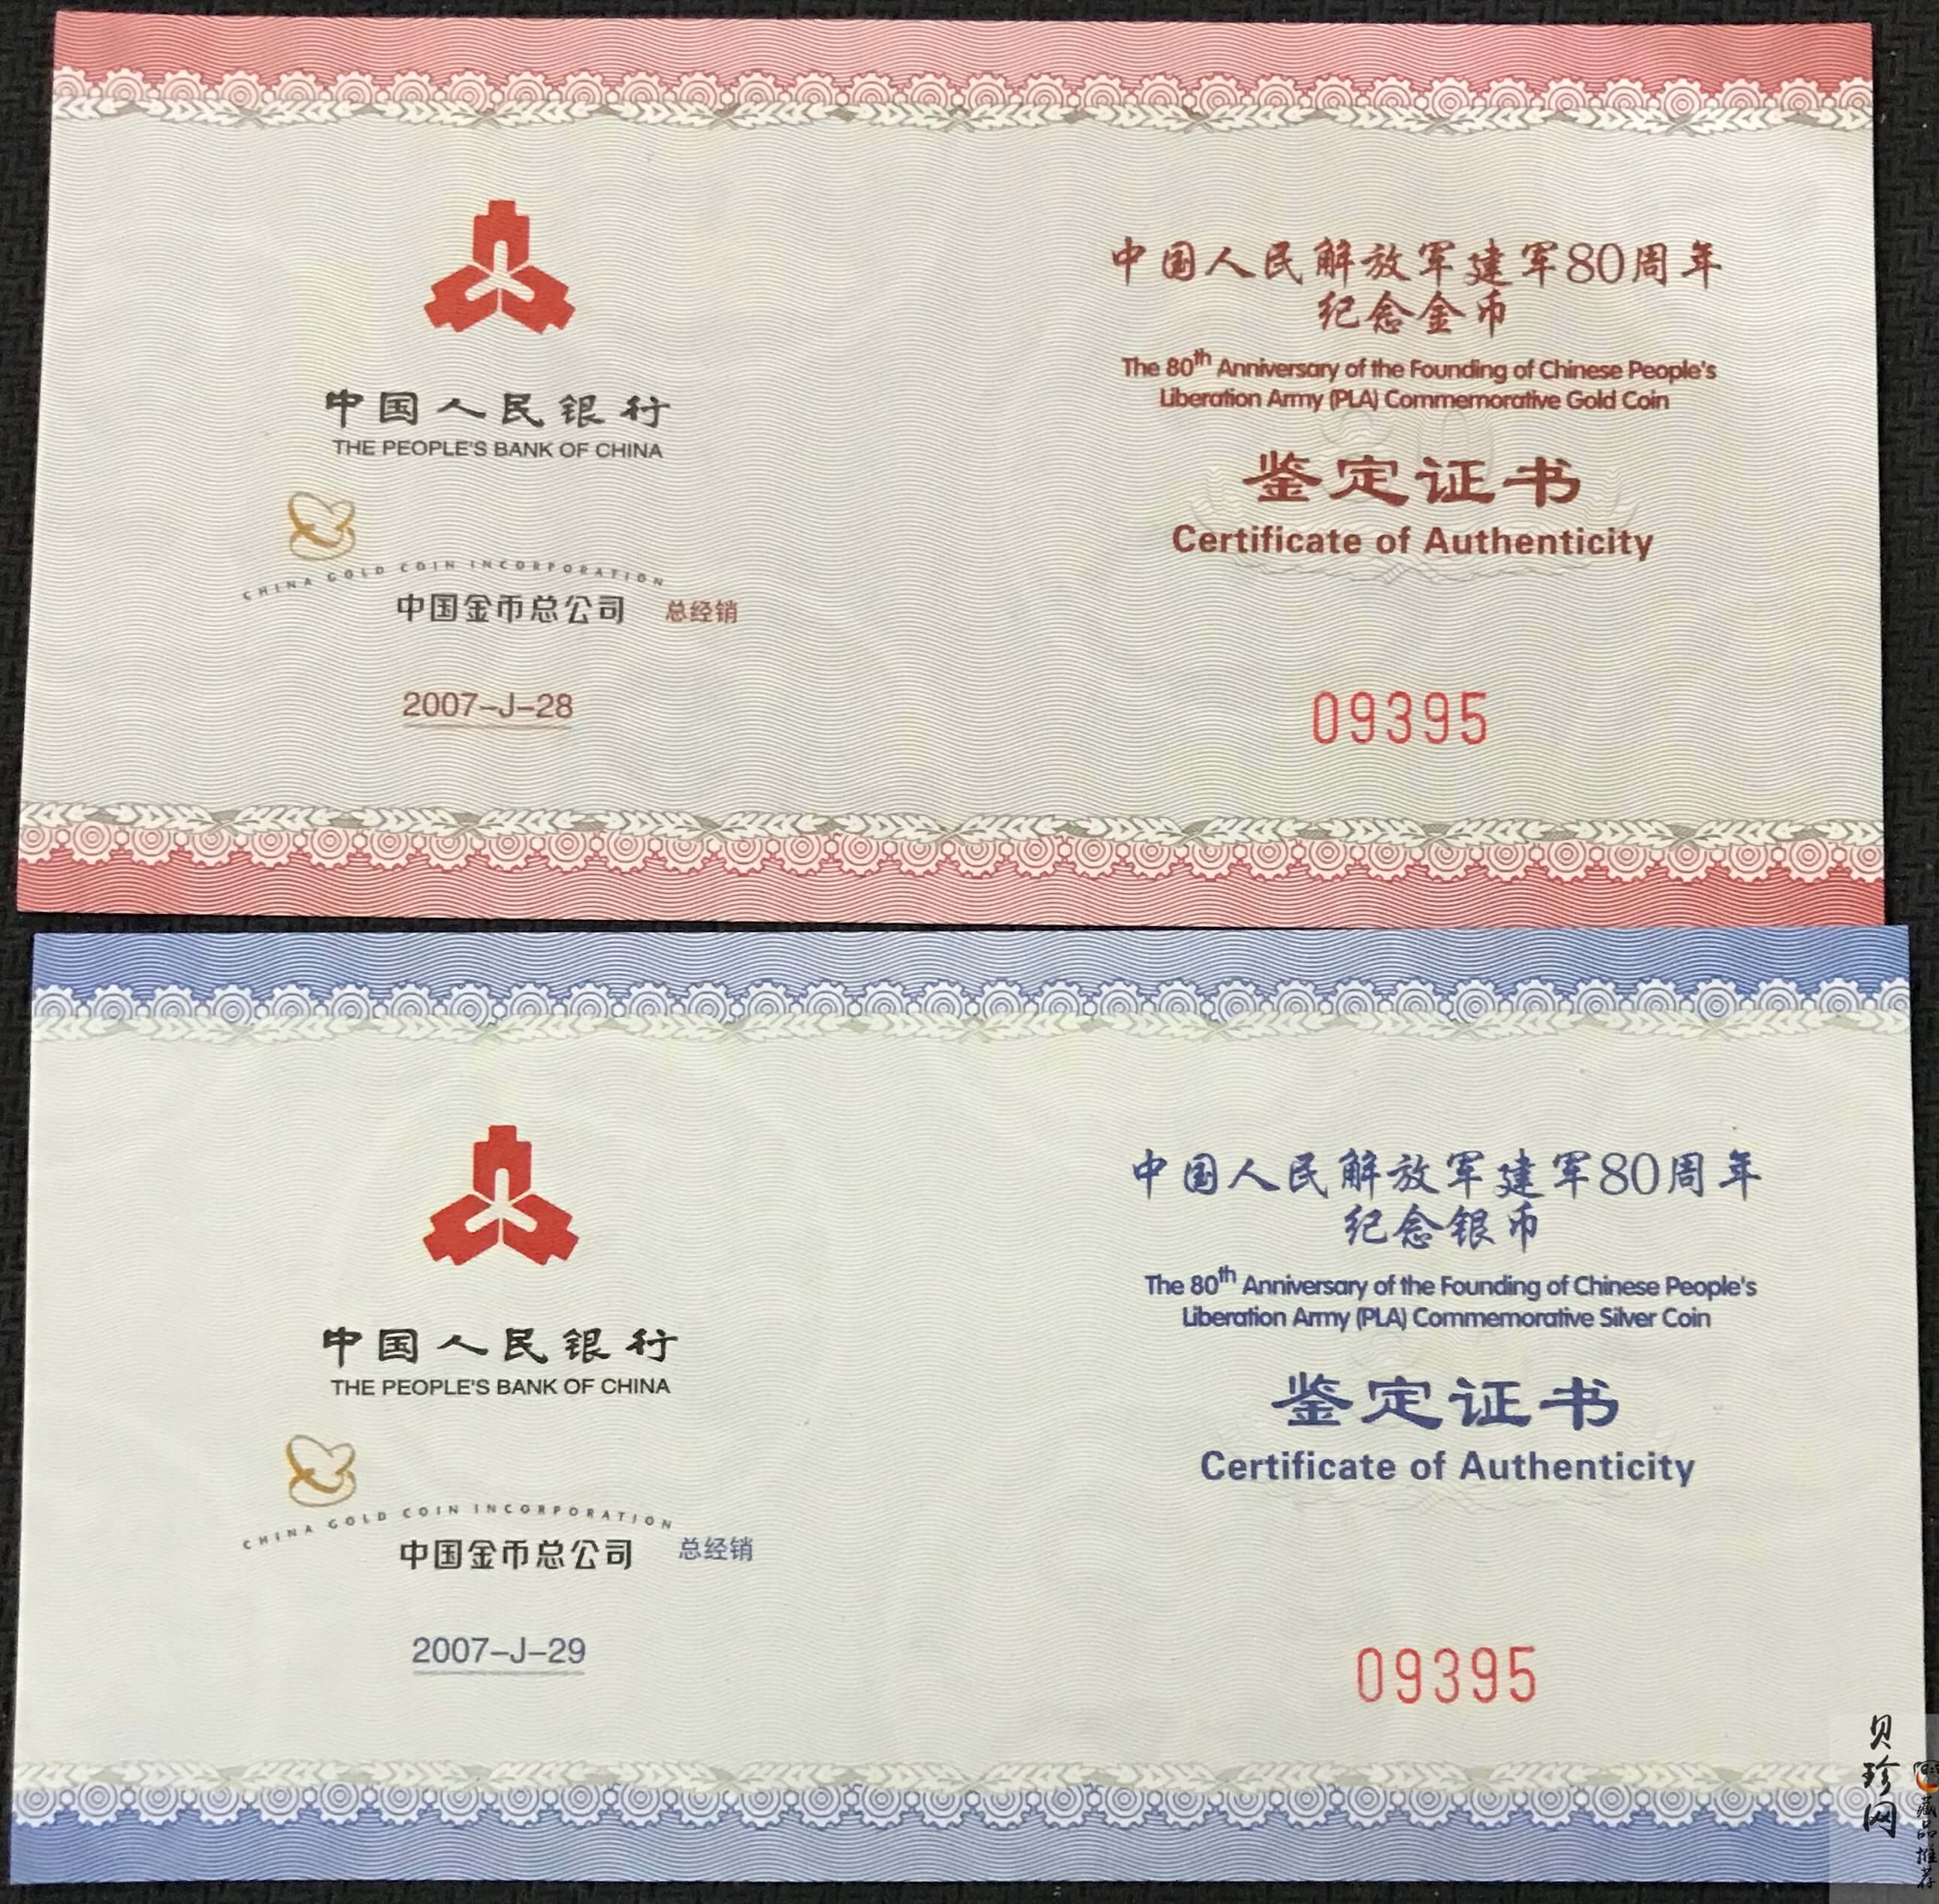 中国人民银行
THE PEOPLE'S BANK OF CHINA
CHINA GOLD COIN INCORPORATION
中国金币总公司 总经销
2007-J-28
中国人民解放军建军80周年
纪念金币
The 80th Anniversary of the Founding of Chinese People's
Liberation Army (PLA) Commemorative Gold Coin
鉴定证书
Certificate of Authenticity
09395
中国人民银行
THE PEOPLE'S BANK OF CHINA
CHINA GOLD COIN INCORPORATION
中国金币总公司 总经销
2007-J-29
中国人民解放军建军80周年
纪念银币
The 80th Anniversary of the Founding of Chinese People's
Liberation Army (PLA) Commemorative Silver Coin
鉴定证书
Certificate of Authenticity
09395
贝珍网
藏品推荐